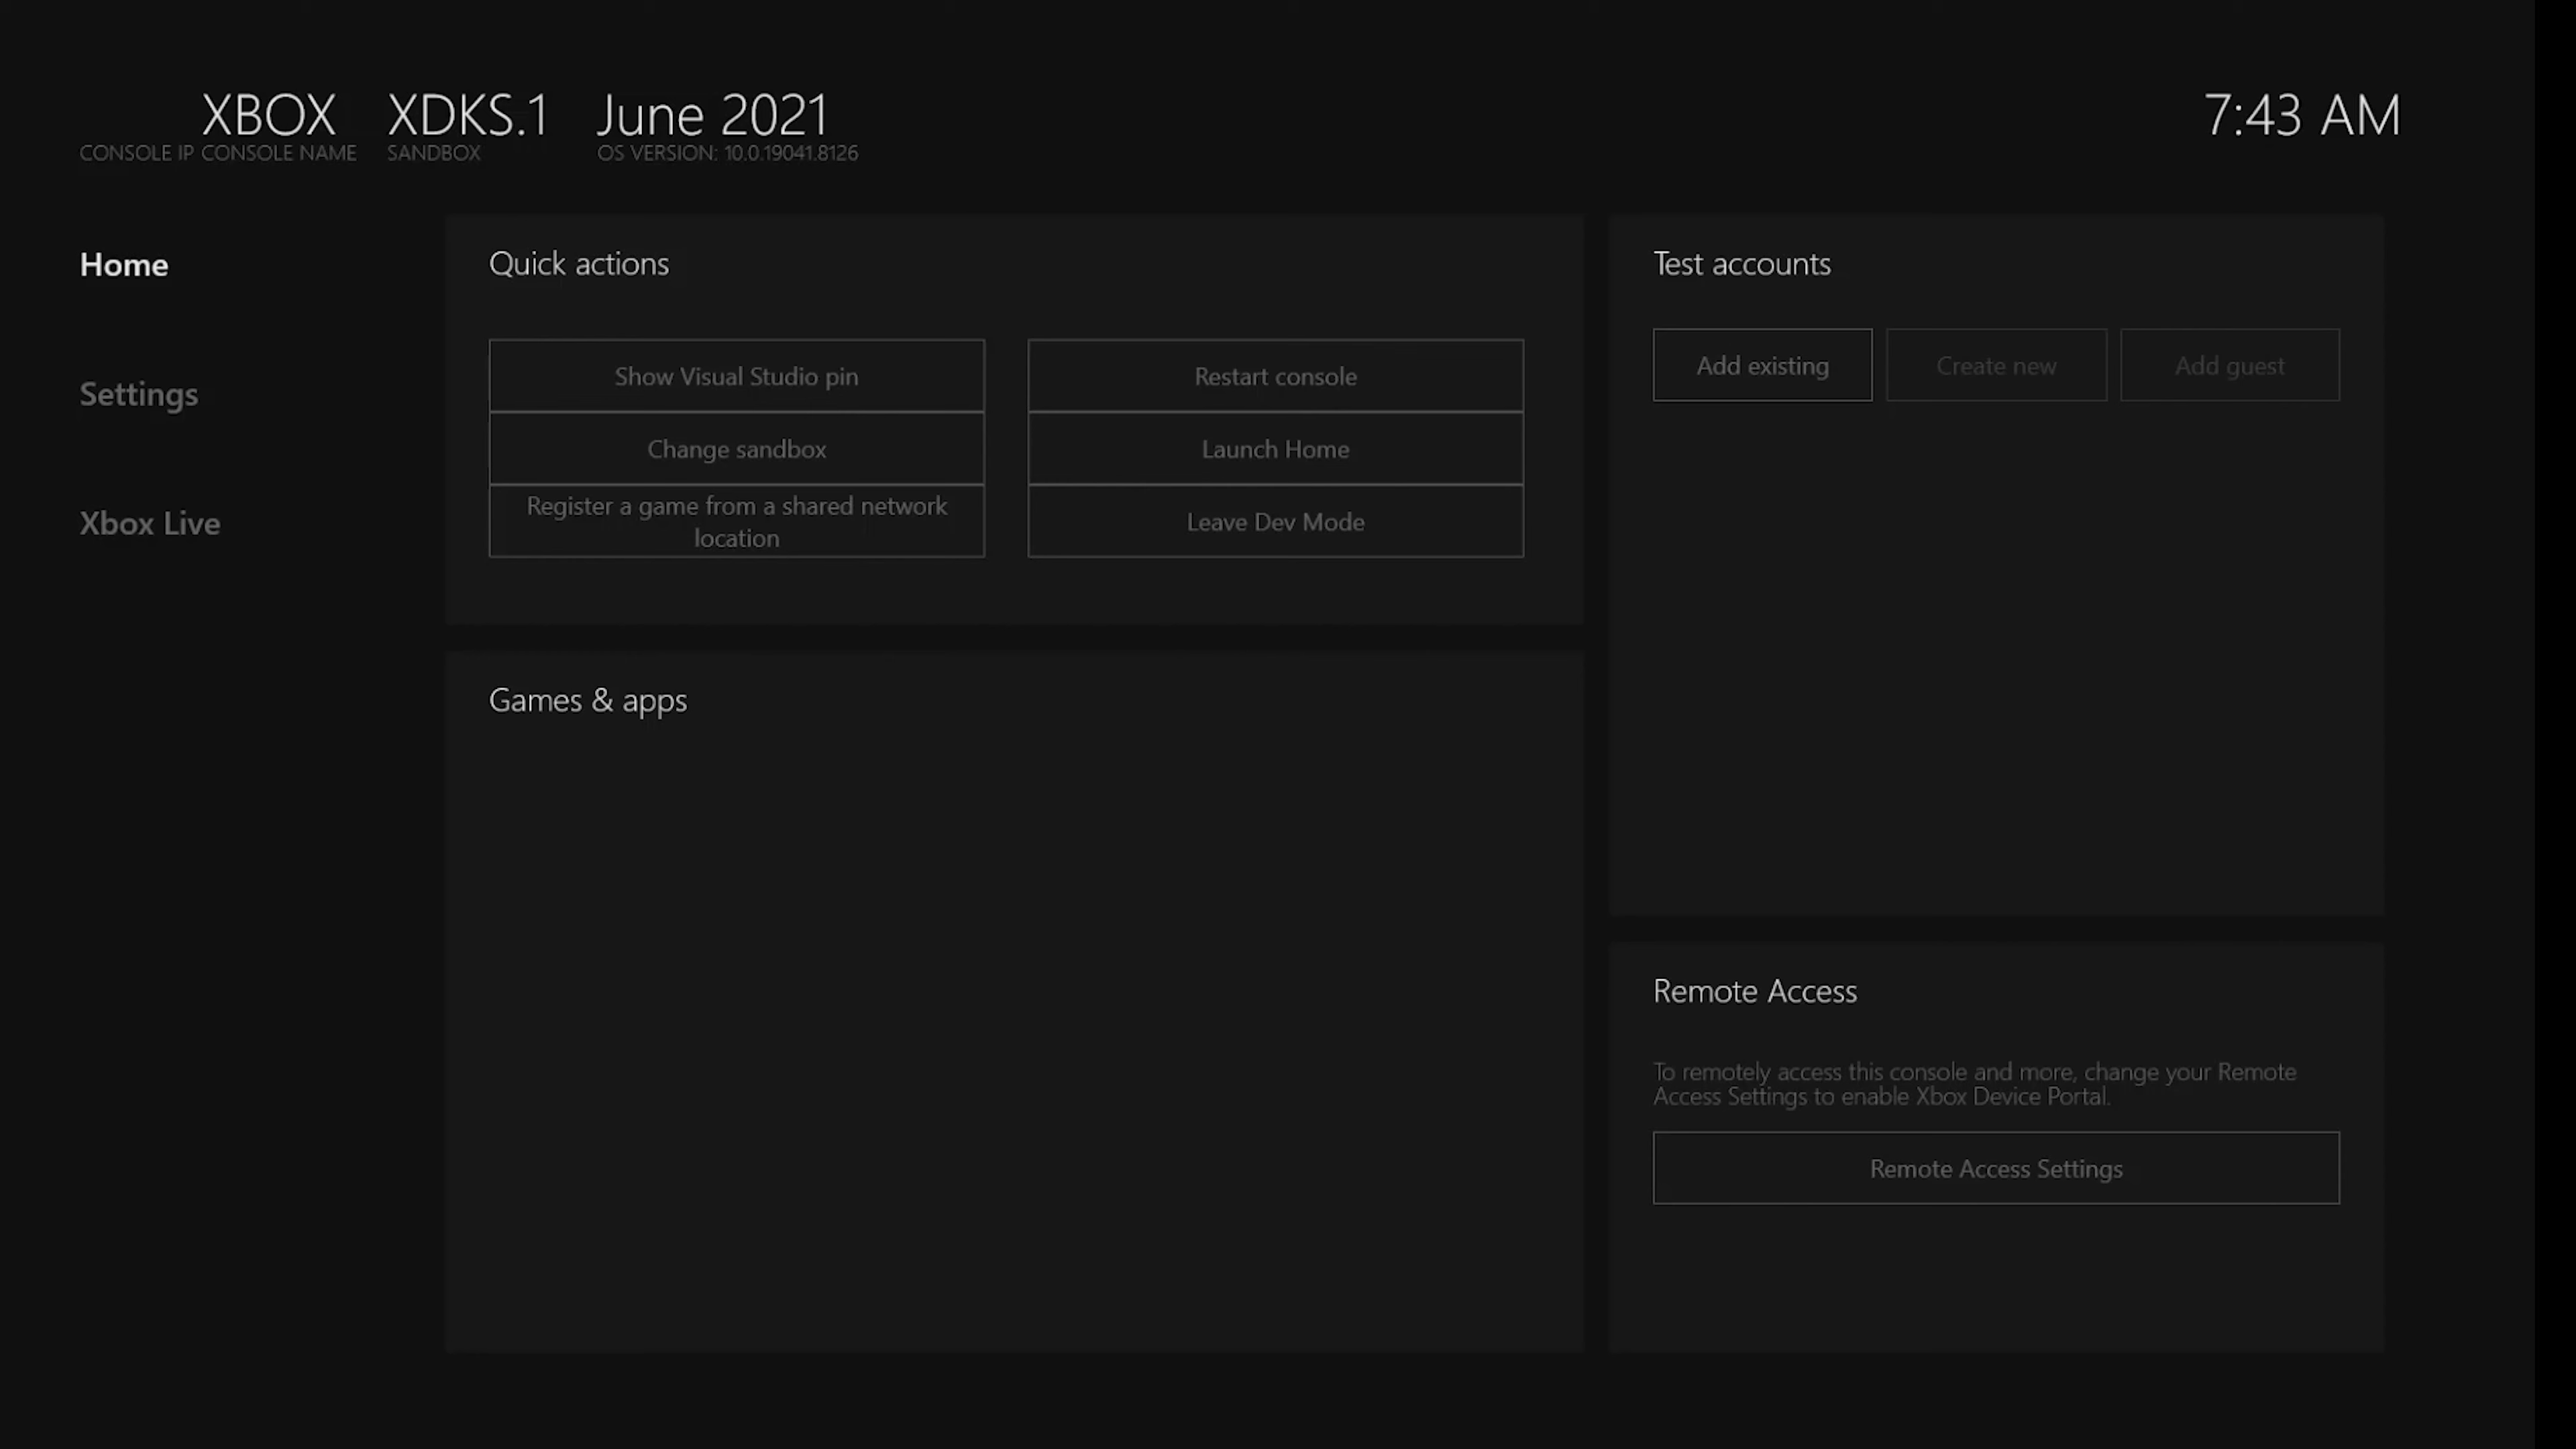 XBOX XDKS.1 June 2021 7:43 AM
CONSOLE IP CONSOLE NAME SANDBOX OS VERSION: 10.0.19041.8126
Home
Settings
Xbox Live
Quick actions
Show Visual Studio pin
Change sandbox
Register a game from a shared network
location
Restart console
Launch Home
Leave Dev Mode
Games & apps
Test accounts
Add existing Create new Add guest
Remote Access
To remotely access this console and more, change your Remote
Access Settings to enable Xbox Device Portal.
Remote Access Settings